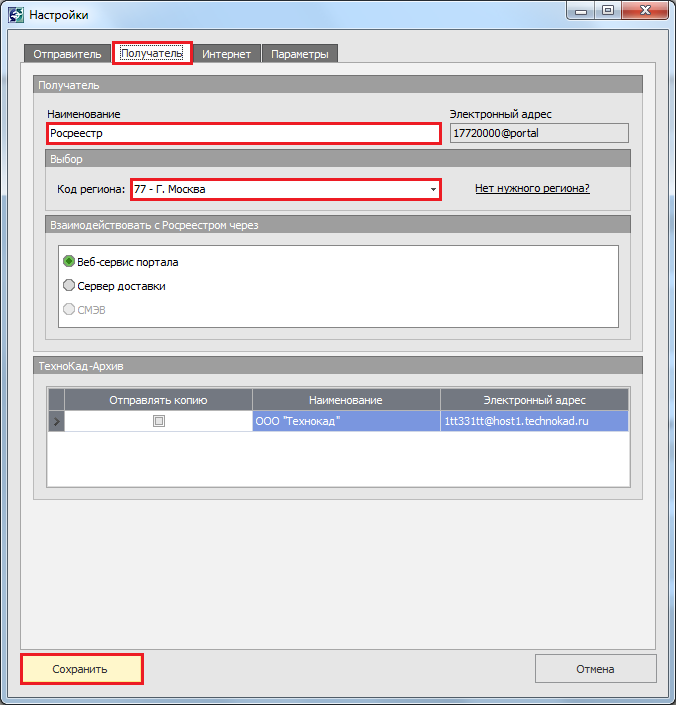 Настройки
Отправитель Получатель Интернет Параметры
Получатель
Наименование Электронный адрес
Росреестр 17720000@portal
Выбор
Код региона: 77 - Г. Москва Нет нужного региона?
Взаимодействовать с Росреестром через
Веб-сервис портала
Сервер доставки
СМЭВ
ТехноКад-Архив
Отправлять копию Наименование Электронный адрес
ООО "Технокад" 1tt331tt@host1.technokad.ru
Сохранить Отмена